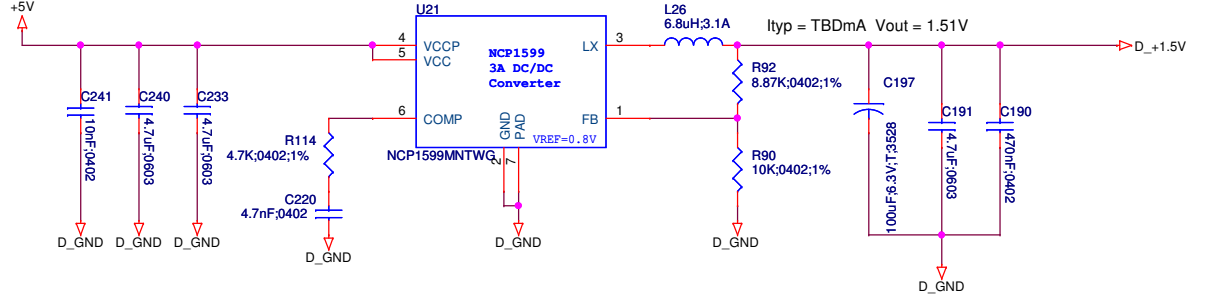 +5V
U21
L26
6.8uH;3.1A
Ityp = TBDmA Vout = 1.51V
4
VCCP
5
VCC
NCP1599
3A DC/DC
Converter
LX
3
D_+1.5V
R92
8.87K;0402;1%
C241
10nF;0402
C240
4.7uF;0603
C233
4.7uF;0603
C197
100uF;6.3V;T;3528
C191
4.7uF;0603
C190
470nF;0402
6
COMP
GND
PAD
FB
1
VREF=0.8V
R114
4.7K;0402;1%
NCP1599MNTWG
2
7
R90
10K;0402;1%
C220
4.7nF;0402
D_GND
D_GND
D_GND
D_GND
D_GND
D_GND
D_GND